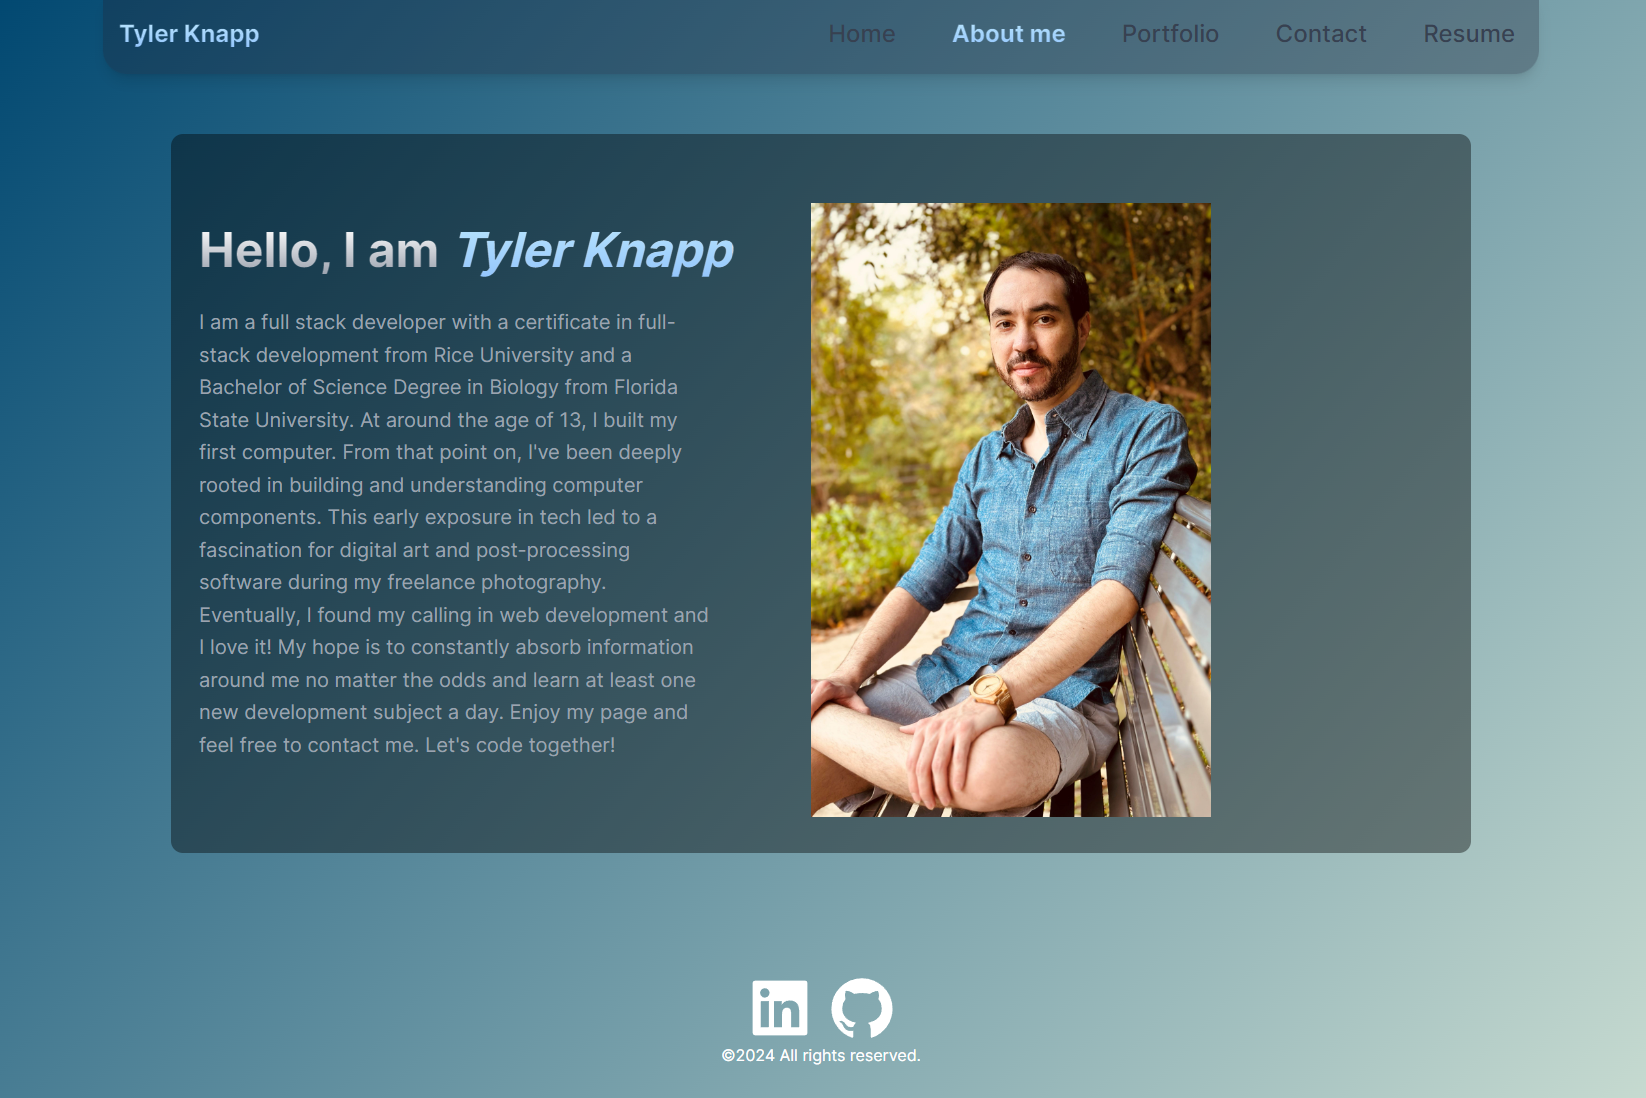 Tyler Knapp
Home About me Portfolio Contact Resume
Hello, I am Tyler Knapp
I am a full stack developer with a certificate in full-
stack development from Rice University and a
Bachelor of Science Degree in Biology from Florida
State University. At around the age of 13, I built my
first computer. From that point on, I've been deeply
rooted in building and understanding computer
components. This early exposure in tech led to a
fascination for digital art and post-processing
software during my freelance photography.
Eventually, I found my calling in web development and
I love it! My hope is to constantly absorb information
around me no matter the odds and learn at least one
new development subject a day. Enjoy my page and
feel free to contact me. Let's code together!
in
©2024 All rights reserved.